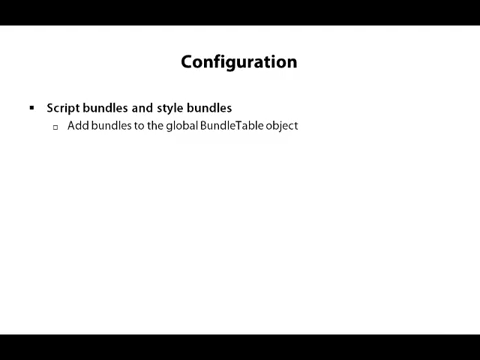 Configuration
Script bundles and style bundles
Add bundles to the global BundleTable object